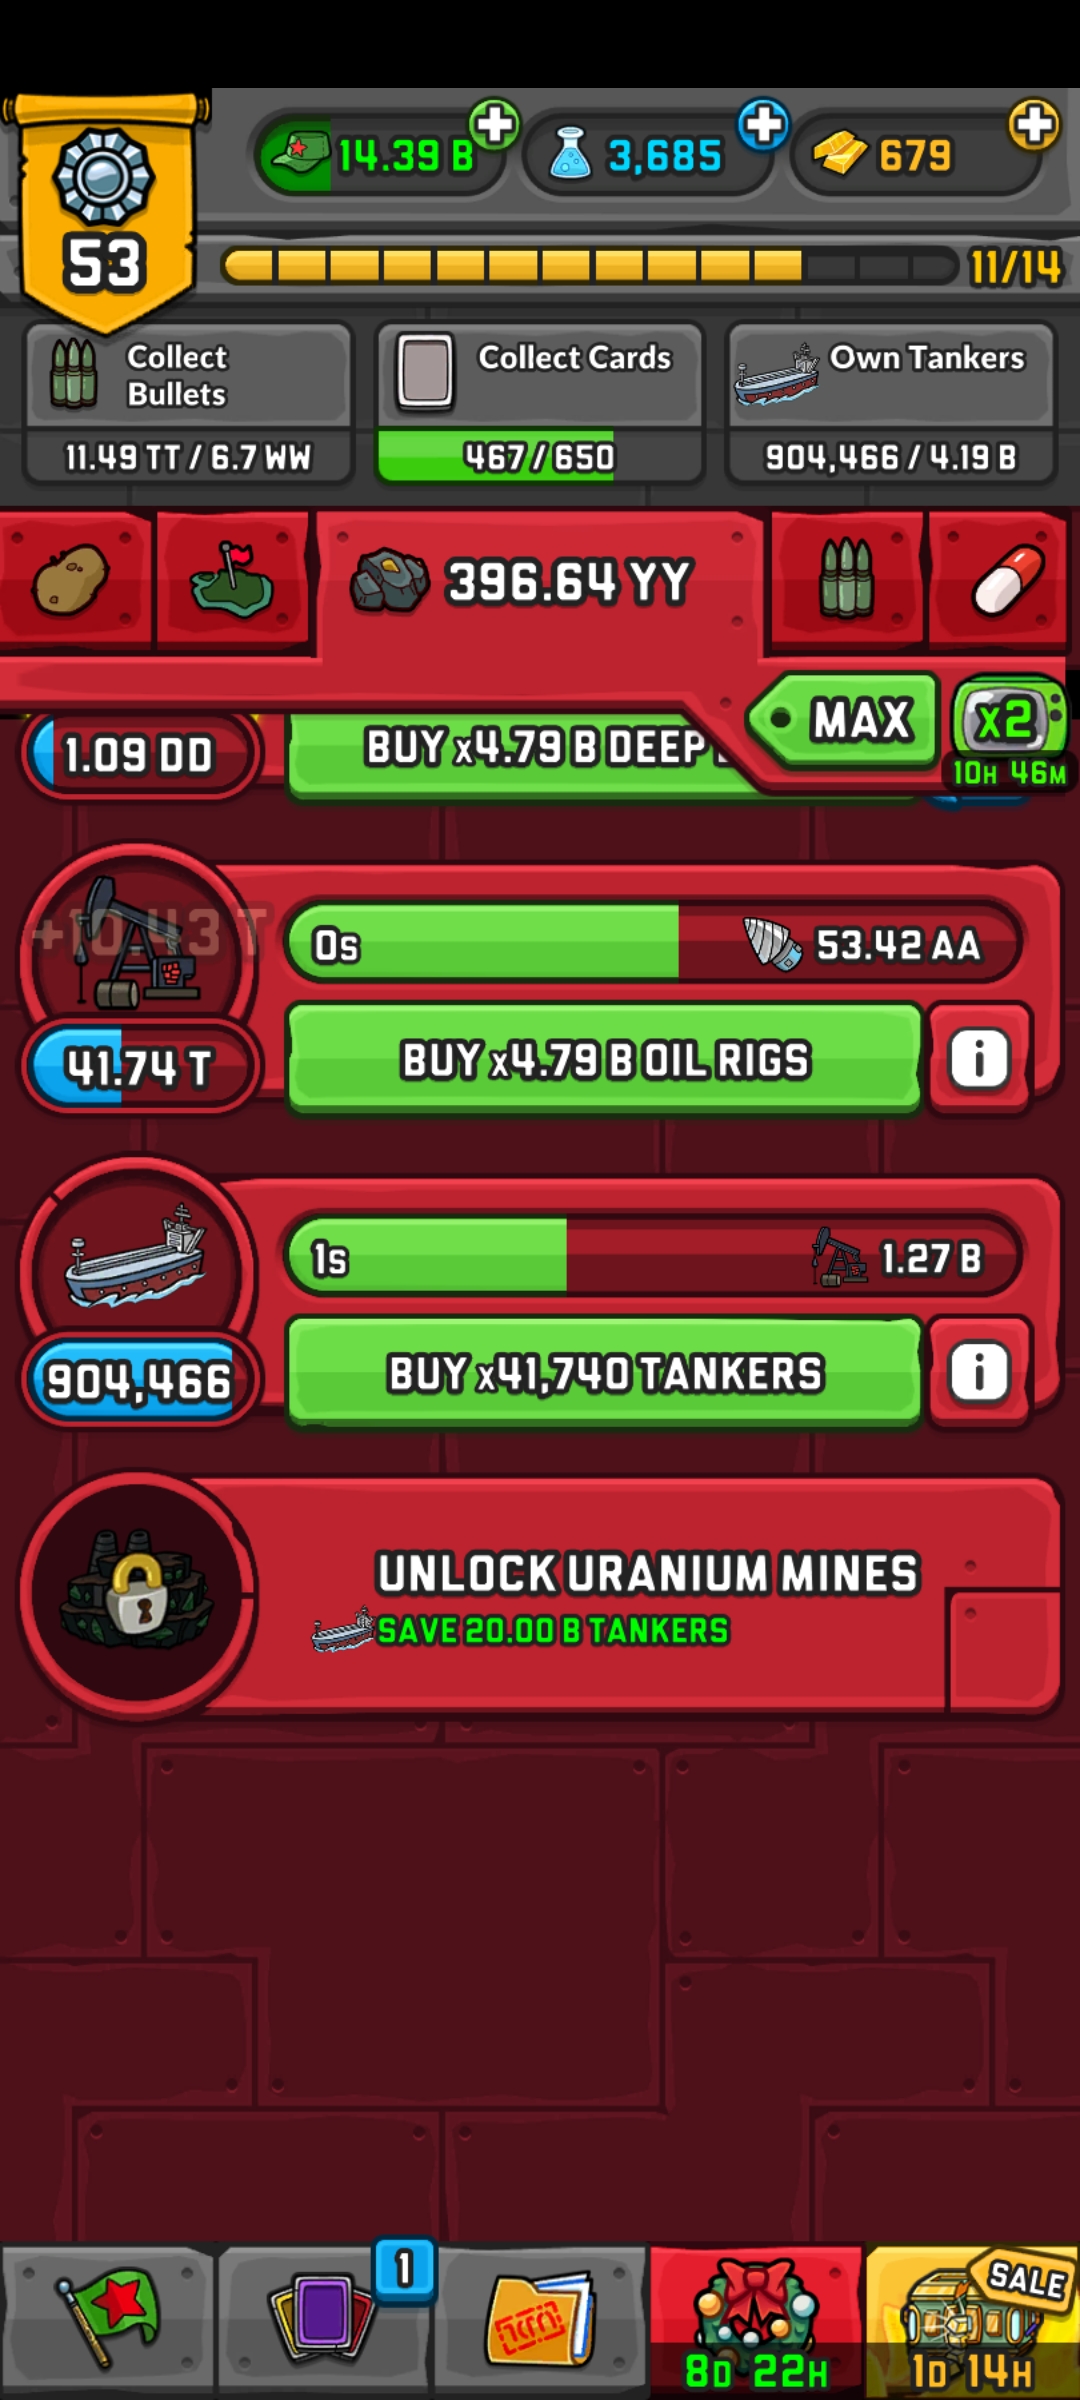 14.39 B
3,685
679
53
11/14
Collect
Bullets
Collect Cards
Own Tankers
11.49 TT / 6.7 WW
467/650
904,466 / 4.19 B
396.64 YY
MAX
x2
10H 46M
1.09 DD
BUY x4.79 B DEEP
+10.43 T
0s
53.42 AA
41.74 T
BUY x4.79 B OIL RIGS
i
1s
1.27 B
904,466
BUY x41,740 TANKERS
i
UNLOCK URANIUM MINES
SAVE 20.00 B TANKERS
1
SALE
8D 22H
1D 14H